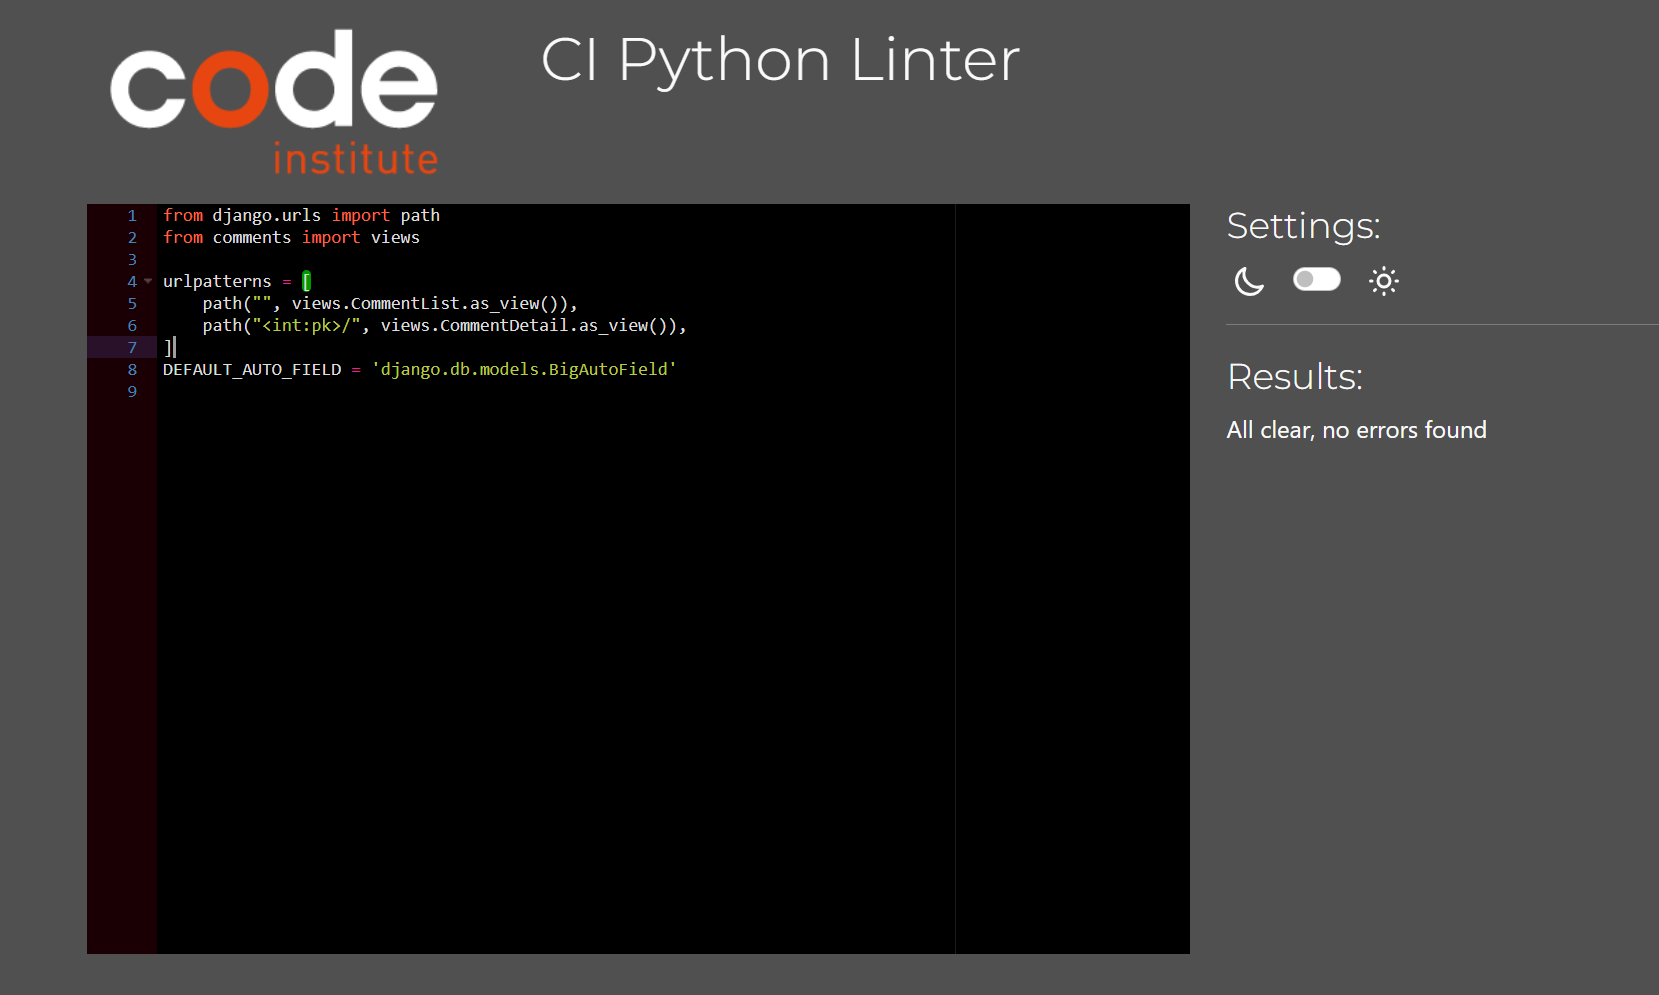 code
institute
CI Python Linter
1 from django.urls import path
2 from comments import views
3
4 urlpatterns = [
5     path("", views.CommentList.as_view()),
6     path("<int:pk>/", views.CommentDetail.as_view()),
7 ]
8 DEFAULT_AUTO_FIELD = 'django.db.models.BigAutoField'
9
Settings:
Results:
All clear, no errors found